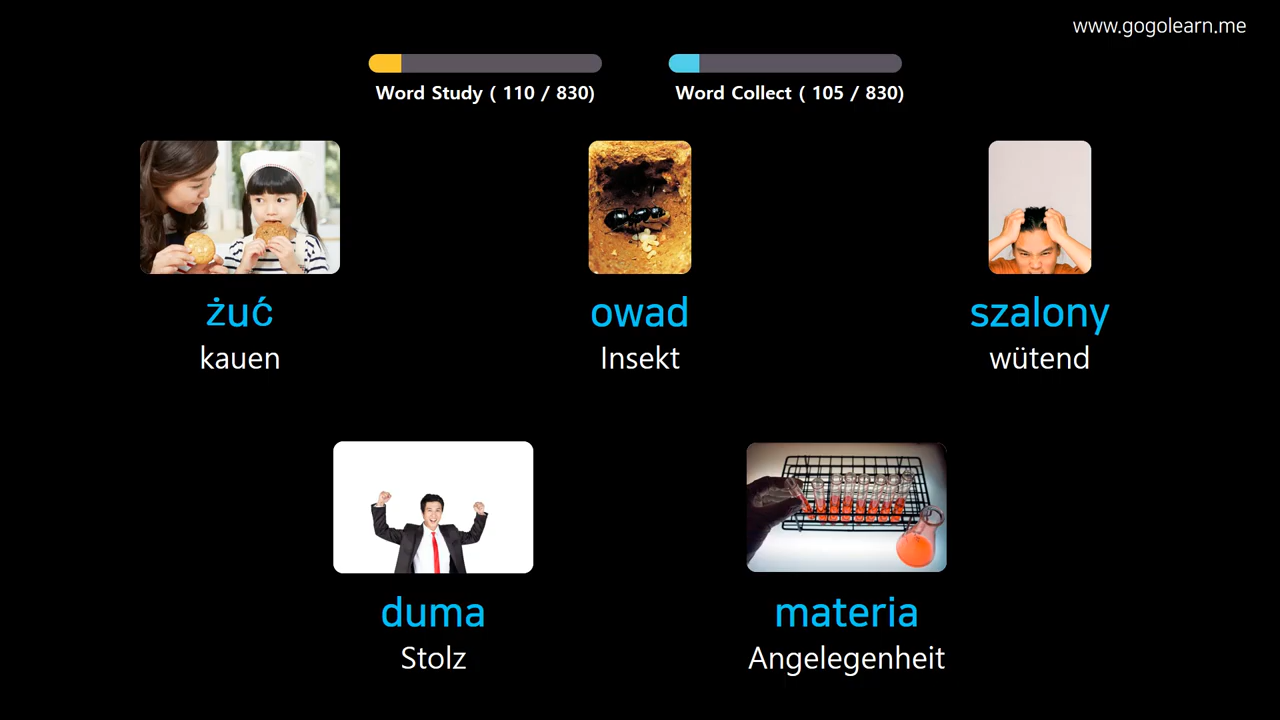 www.gogolearn.me
Word Study ( 110 / 830)
Word Collect ( 105 / 830)
żuć
kauen
owad
Insekt
szalony
wütend
duma
Stolz
materia
Angelegenheit